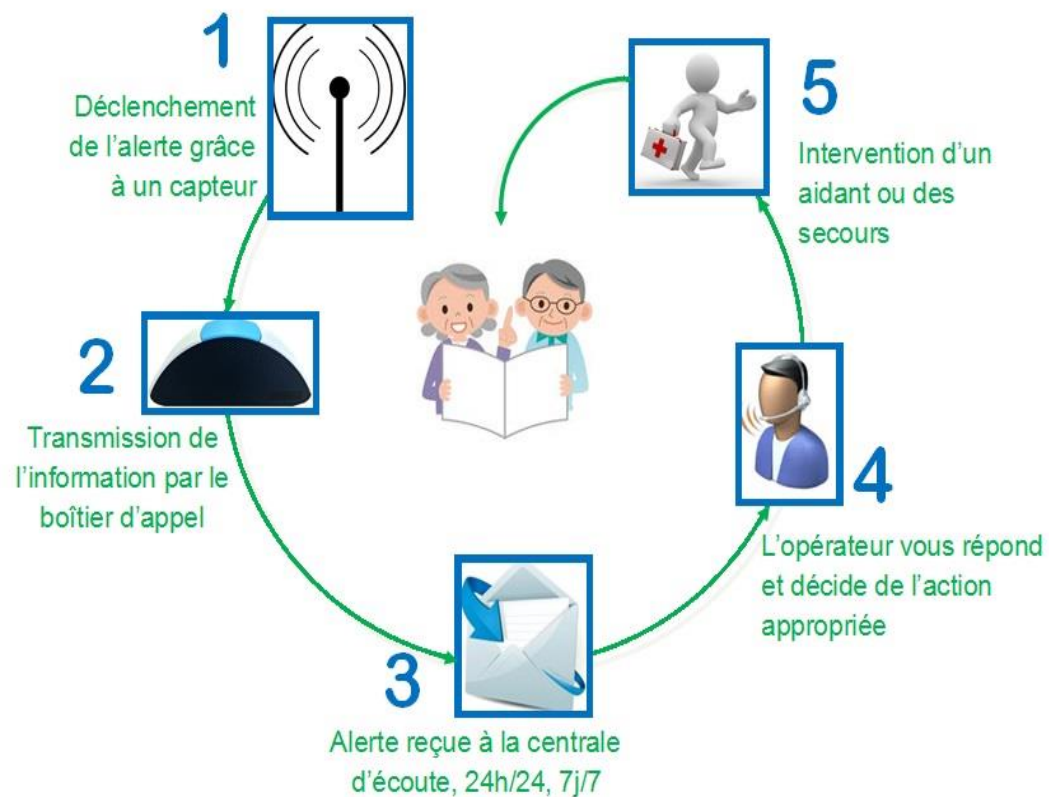 1
Déclenchement
de l'alerte grâce
à un capteur
2
Transmission de
l'information par le
boîtier d'appel
3
Alerte reçue à la centrale
d'écoute, 24h/24, 7j/7
4
L'opérateur vous répond
et décide de l'action
appropriée
5
Intervention d'un
aidant ou des
secours